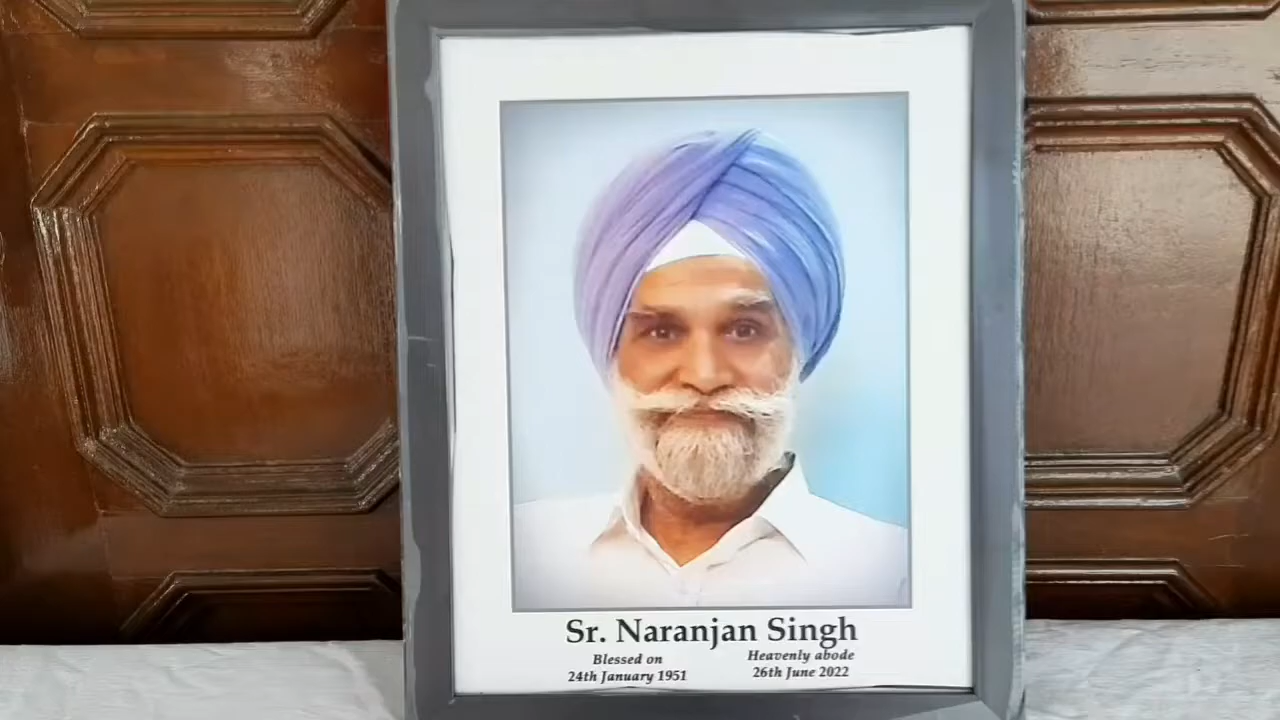 Sr. Naranjan Singh
Blessed on
24th January 1951
Heavenly abode
26th June 2022